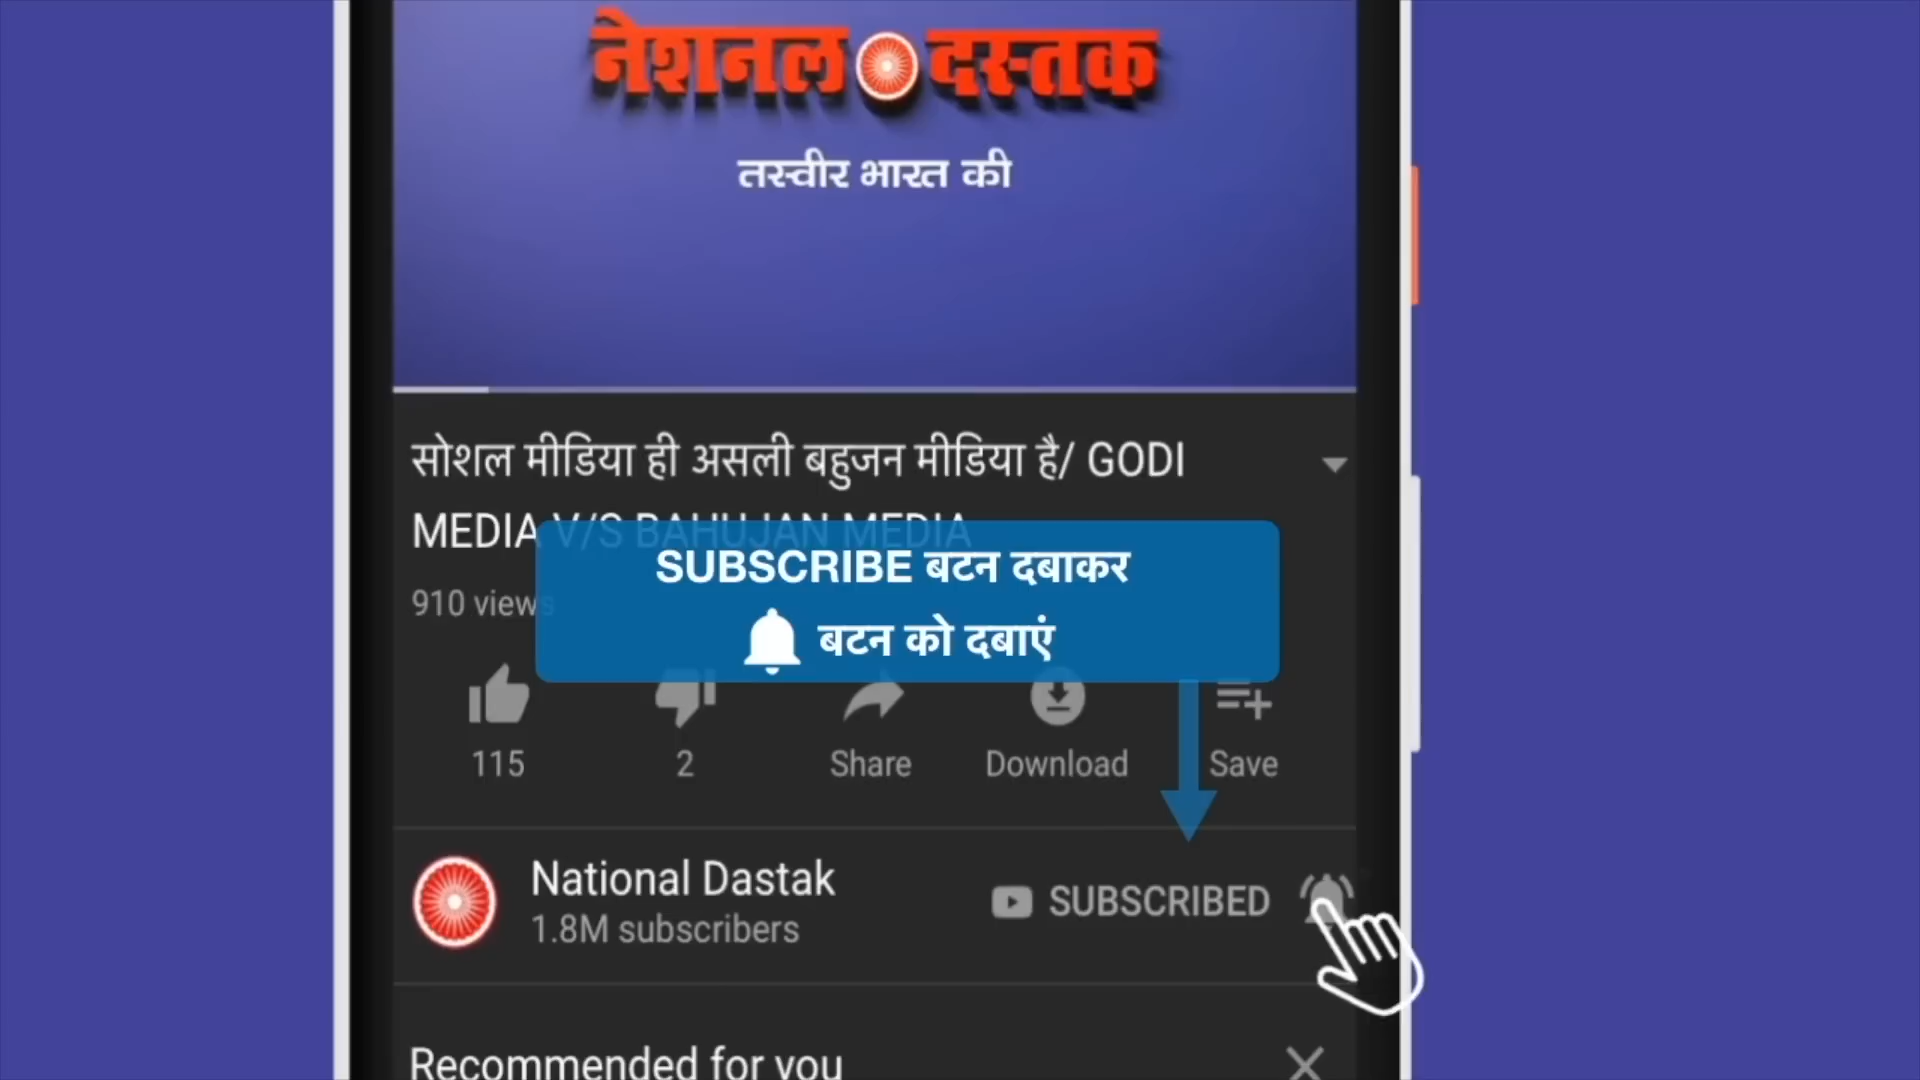 नेशनल दस्तक
तस्वीर भारत की
सोशल मीडिया ही असली बहुजन मीडिया है/ GODI
MEDIA V/S BAHUJAN MEDIA
SUBSCRIBE बटन दबाकर
बटन को दबाएं
910 views
115
2
Share
Download
Save
National Dastak
1.8M subscribers
SUBSCRIBED
Recommended for you